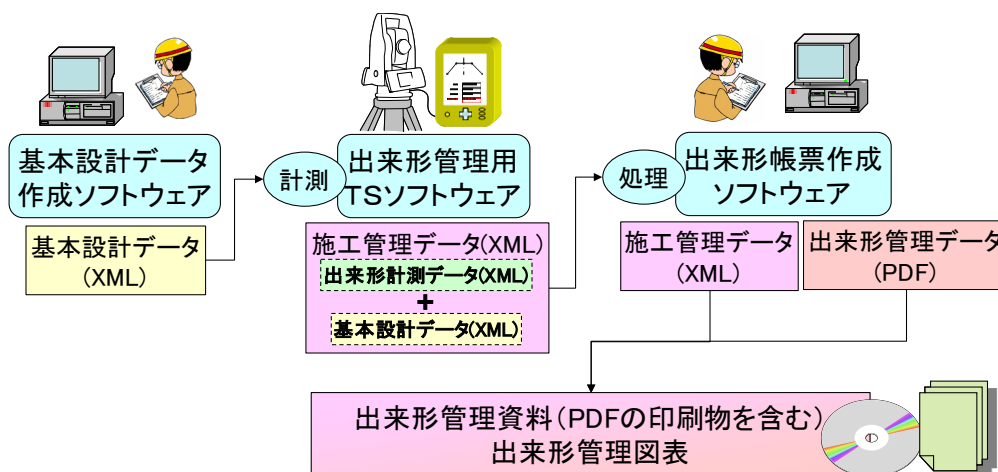 基本設計データ
作成ソフトウェア
計測
出来形管理用
TSソフトウェア
処理
出来形帳票作成
ソフトウェア
基本設計データ
(XML)
施工管理データ(XML)
出来形計測データ(XML)
+
基本設計データ(XML)
施工管理データ
(XML)
出来形管理データ
(PDF)
出来形管理資料(PDFの印刷物を含む)
出来形管理図表